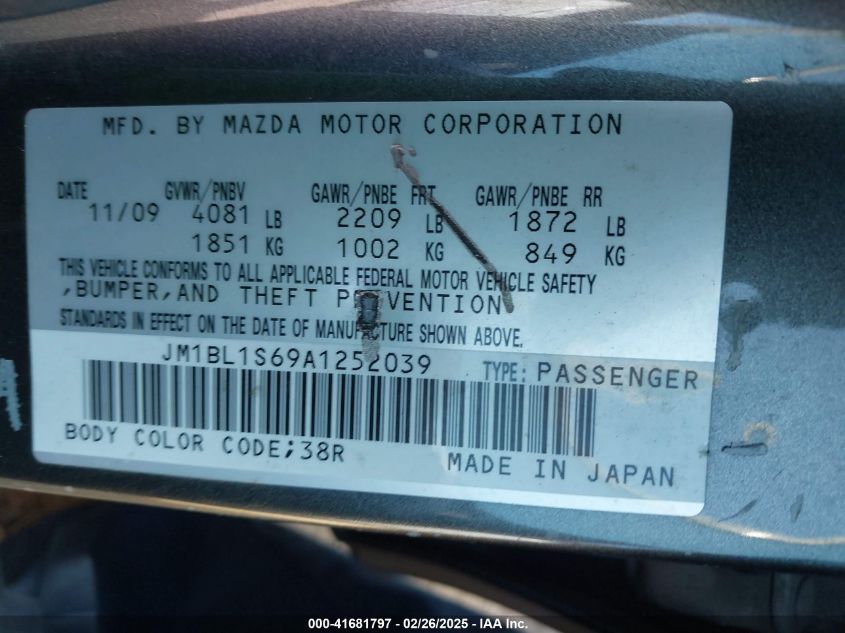 MFD. BY MAZDA MOTOR CORPORATION
DATE GVWR/PNBV GAWR/PNBE FRT GAWR/PNBE RR
11/09 4081 LB 2209 LB 1872 LB
1851 KG 1002 KG 849 KG
THIS VEHICLE CONFORMS TO ALL APPLICABLE FEDERAL MOTOR VEHICLE SAFETY
,BUMPER,AND THEFT PREVENTION
STANDARDS IN EFFECT ON THE DATE OF MANUFACTURE SHOWN ABOVE.
JM1BL1S69A1252039 TYPE: PASSENGER
BODY COLOR CODE;38R
MADE IN JAPAN
000-41681797 - 02/26/2025 - IAA Inc.